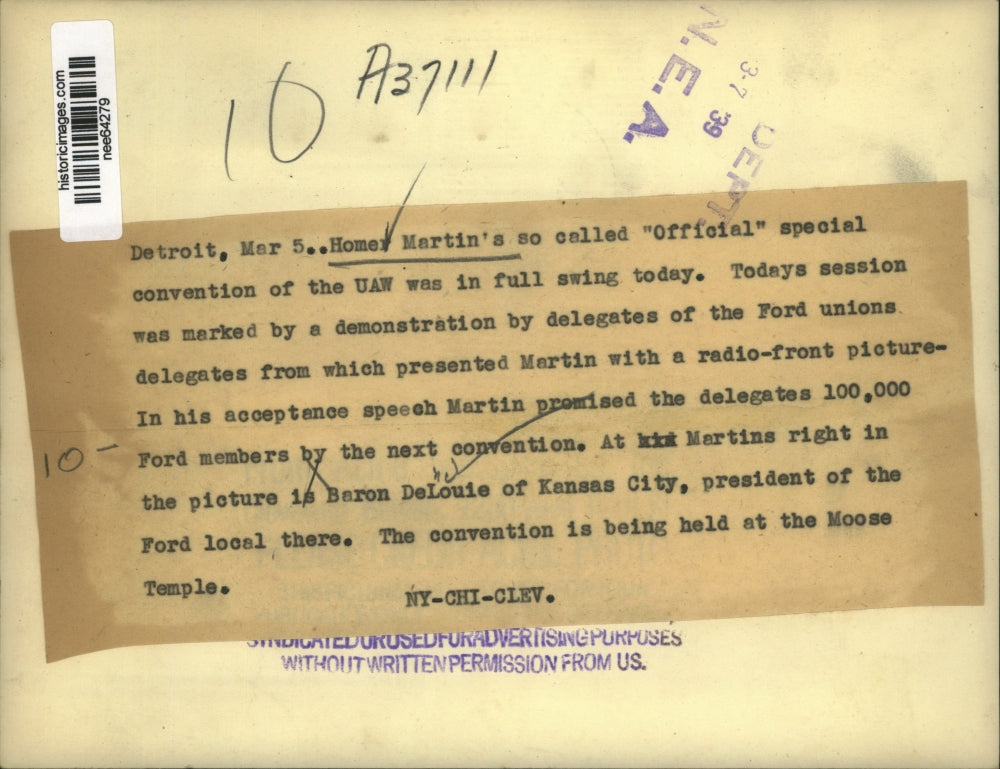 historicimages.com
nee64279
10
A37111
N.E.A.
3-7 '39
DEPT.
Detroit, Mar 5..Homer Martin's so called "Official" special
convention of the UAW was in full swing today. Todays session
was marked by a demonstration by delegates of the Ford unions
delegates from which presented Martin with a radio-front picture-
In his acceptance speech Martin promised the delegates 100,000
Ford members by the next convention. At Martins right in
the picture is Baron DeLouie of Kansas City, president of the
10-
Ford local there. The convention is being held at the Moose
Temple.
NY-CHI-CLEV.
SYNDICATED OR USED FOR ADVERTISING PURPOSES
WITHOUT WRITTEN PERMISSION FROM US.